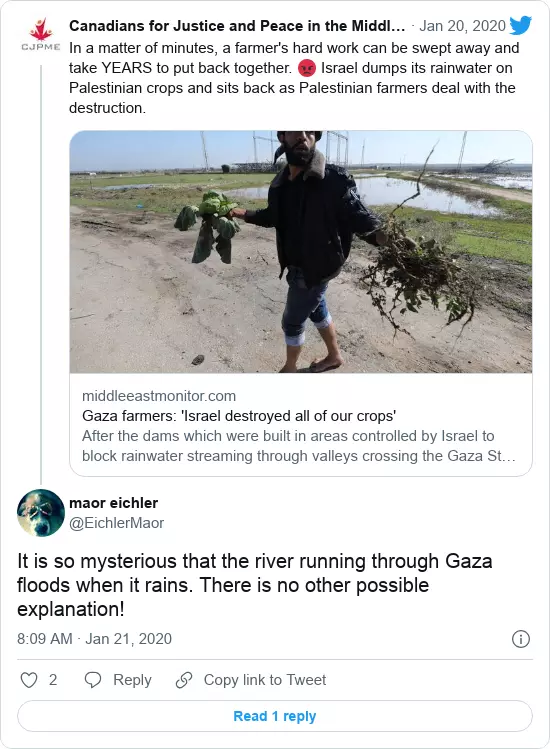 Canadians for Justice and Peace in the Middl... · Jan 20, 2020
CJPME
In a matter of minutes, a farmer's hard work can be swept away and
take YEARS to put back together. 😡 Israel dumps its rainwater on
Palestinian crops and sits back as Palestinian farmers deal with the
destruction.
middleeastmonitor.com
Gaza farmers: 'Israel destroyed all of our crops'
After the dams which were built in areas controlled by Israel to
block rainwater streaming through valleys crossing the Gaza St...
maor eichler
@EichlerMaor
It is so mysterious that the river running through Gaza
floods when it rains. There is no other possible
explanation!
8:09 AM · Jan 21, 2020
2 Reply Copy link to Tweet
Read 1 reply